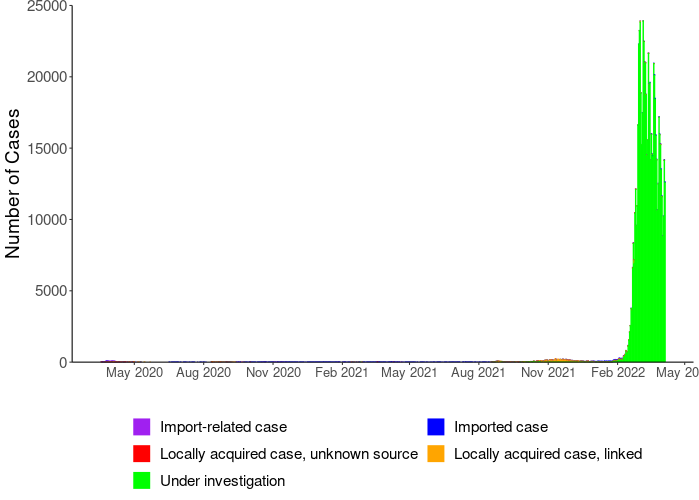 25000
20000
15000
10000
5000
0
Number of Cases
May 2020 Aug 2020 Nov 2020 Feb 2021 May 2021 Aug 2021 Nov 2021 Feb 2022 May 20
Import-related case Imported case
Locally acquired case, unknown source Locally acquired case, linked
Under investigation